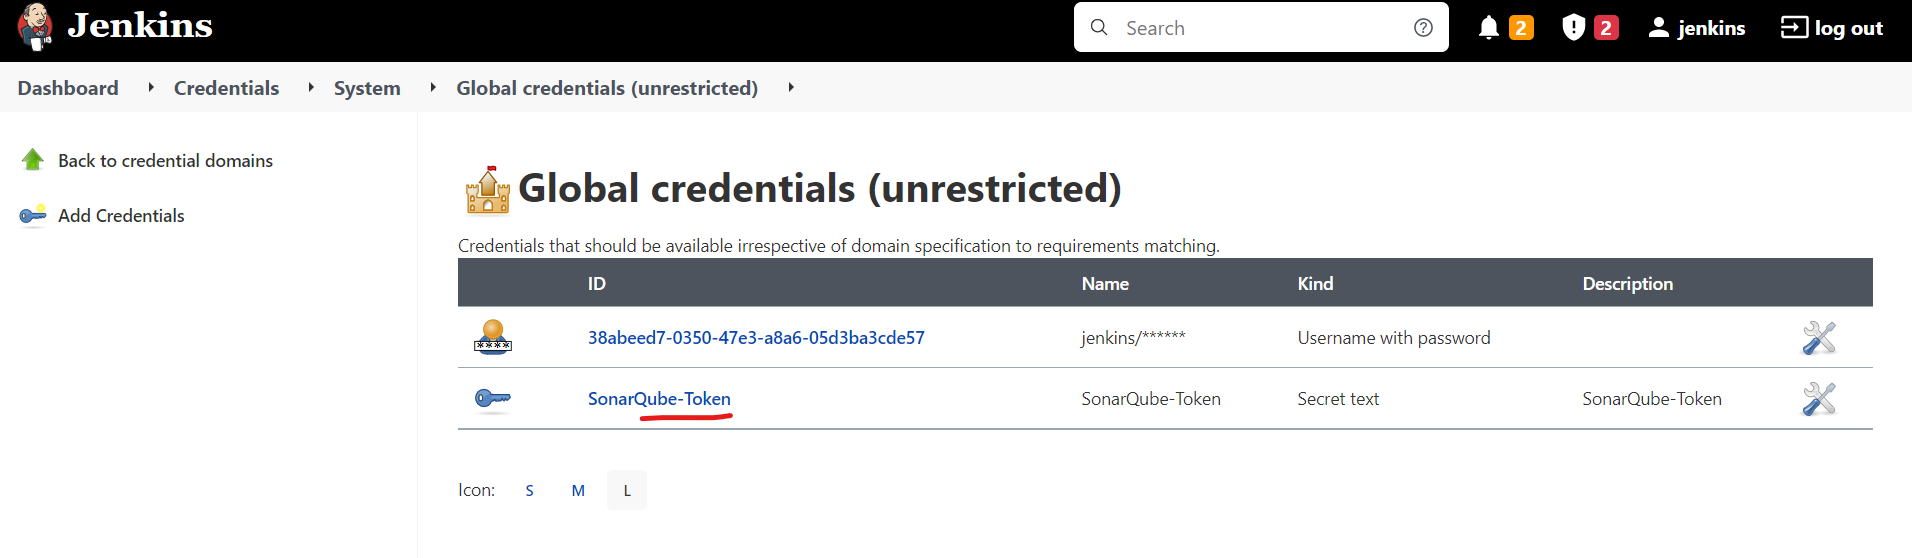 Jenkins
Search
2
2
jenkins
log out
Dashboard
Credentials
System
Global credentials (unrestricted)
Back to credential domains
Add Credentials
Global credentials (unrestricted)
Credentials that should be available irrespective of domain specification to requirements matching.
ID Name Kind Description
**** 38abeed7-0350-47e3-a8a6-05d3ba3cde57 jenkins/****** Username with password
SonarQube-Token SonarQube-Token Secret text SonarQube-Token
Icon: S M L